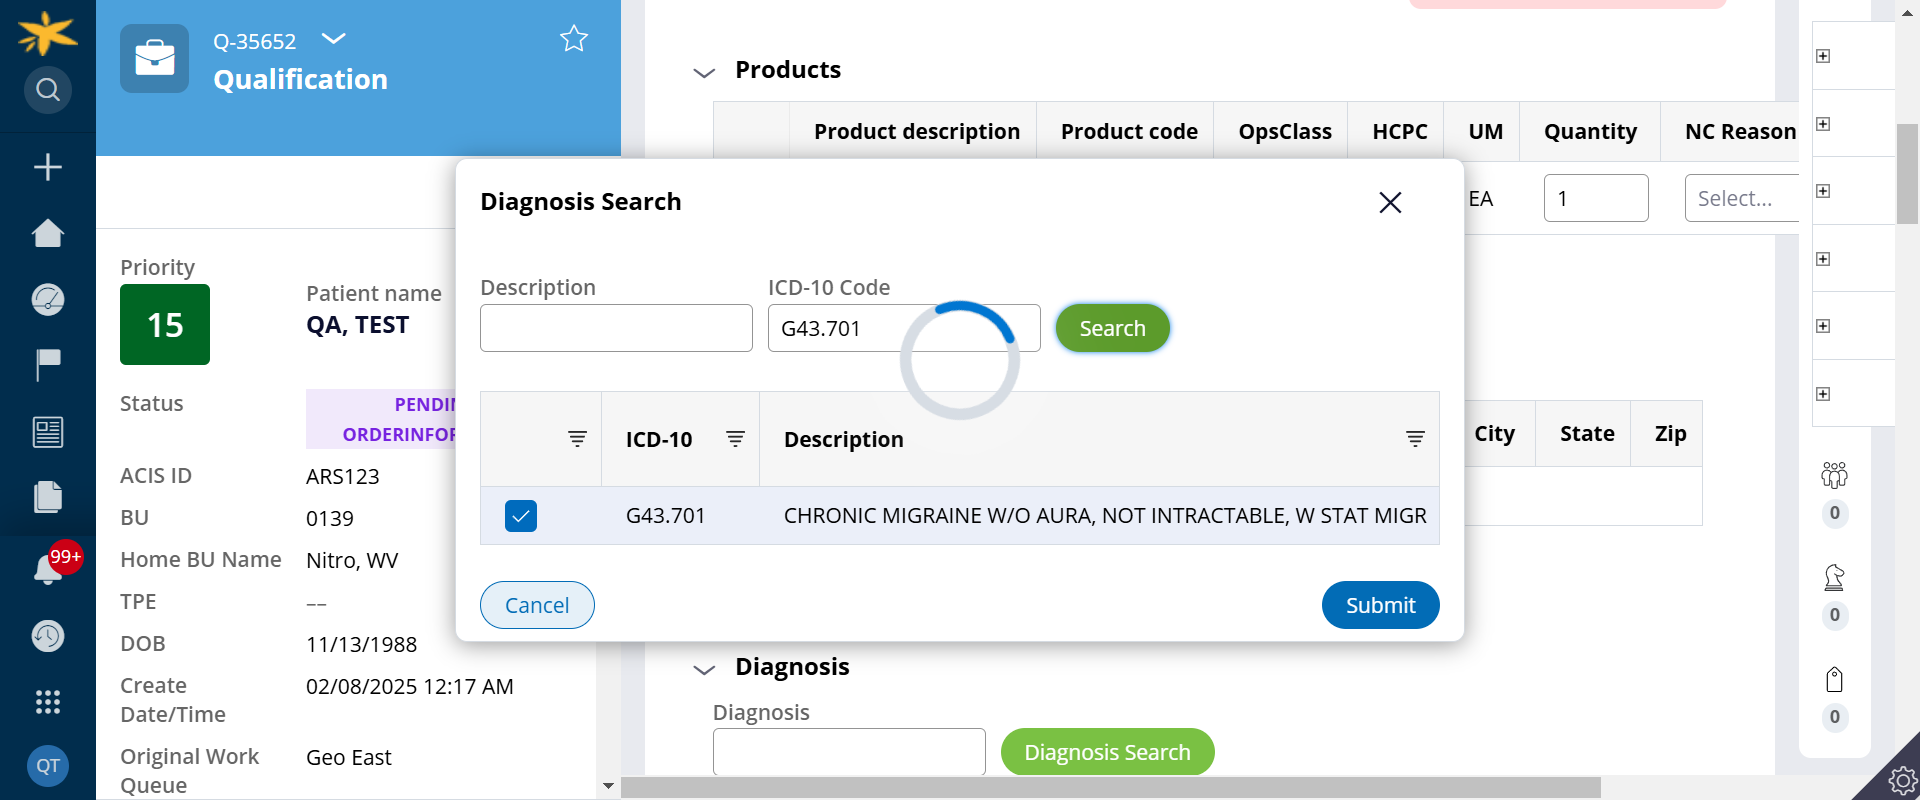 Q-35652
Qualification
Products
Product description Product code OpsClass HCPC UM Quantity NC Reason
EA 1 Select...
Diagnosis Search
Description ICD-10 Code
G43.701 Search
ICD-10 Description
G43.701 CHRONIC MIGRAINE W/O AURA, NOT INTRACTABLE, W STAT MIGR
Cancel Submit
Priority
15
Patient name
QA, TEST
Status
PENDIN
ORDERINFOR
ACIS ID ARS123
BU 0139
Home BU Name Nitro, WV
TPE ––
DOB 11/13/1988
Create
Date/Time
02/08/2025 12:17 AM
Original Work
Queue
Geo East
City State Zip
Diagnosis
Diagnosis
Diagnosis Search
99+
QT
0
0
0